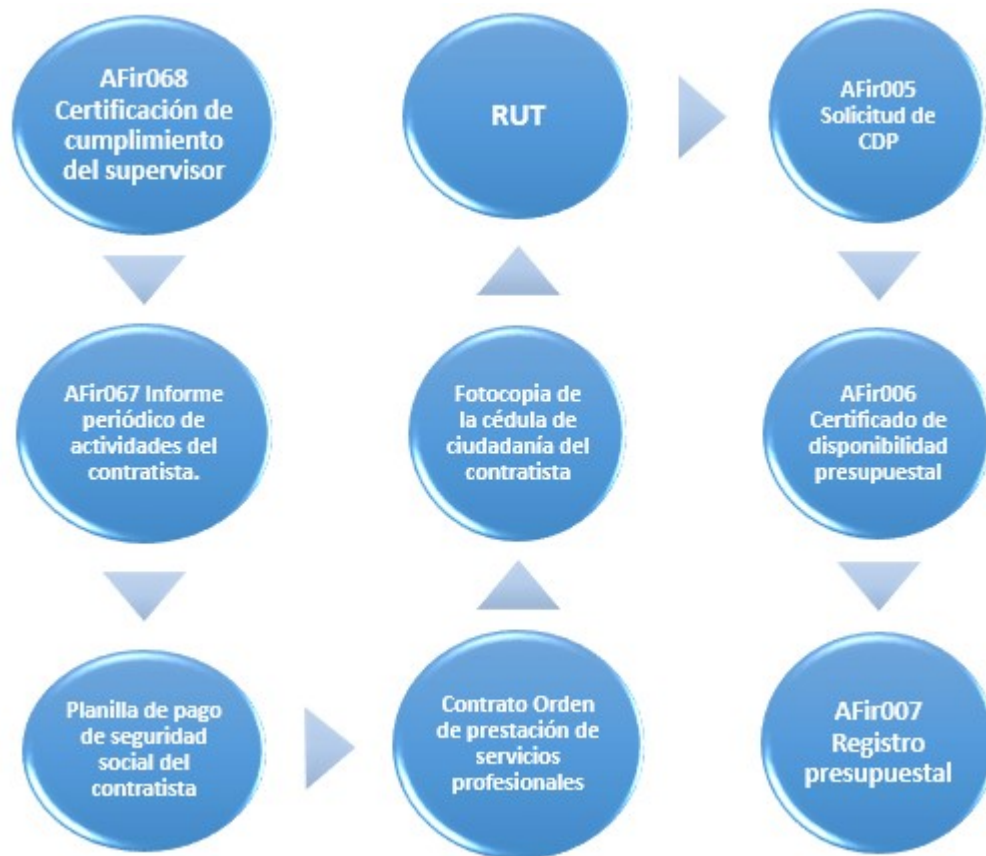 AFir068
Certificación de
cumplimiento
del supervisor
AFir067 Informe
periódico de
actividades del
contratista.
Planilla de pago
de seguridad
social del
contratista
Contrato Orden
de prestación de
servicios
profesionales
Fotocopia de
la cédula de
ciudadanía del
contratista
RUT
AFir005
Solicitud de
CDP
AFir006
Certificado de
disponibilidad
presupuestal
AFir007
Registro
presupuestal